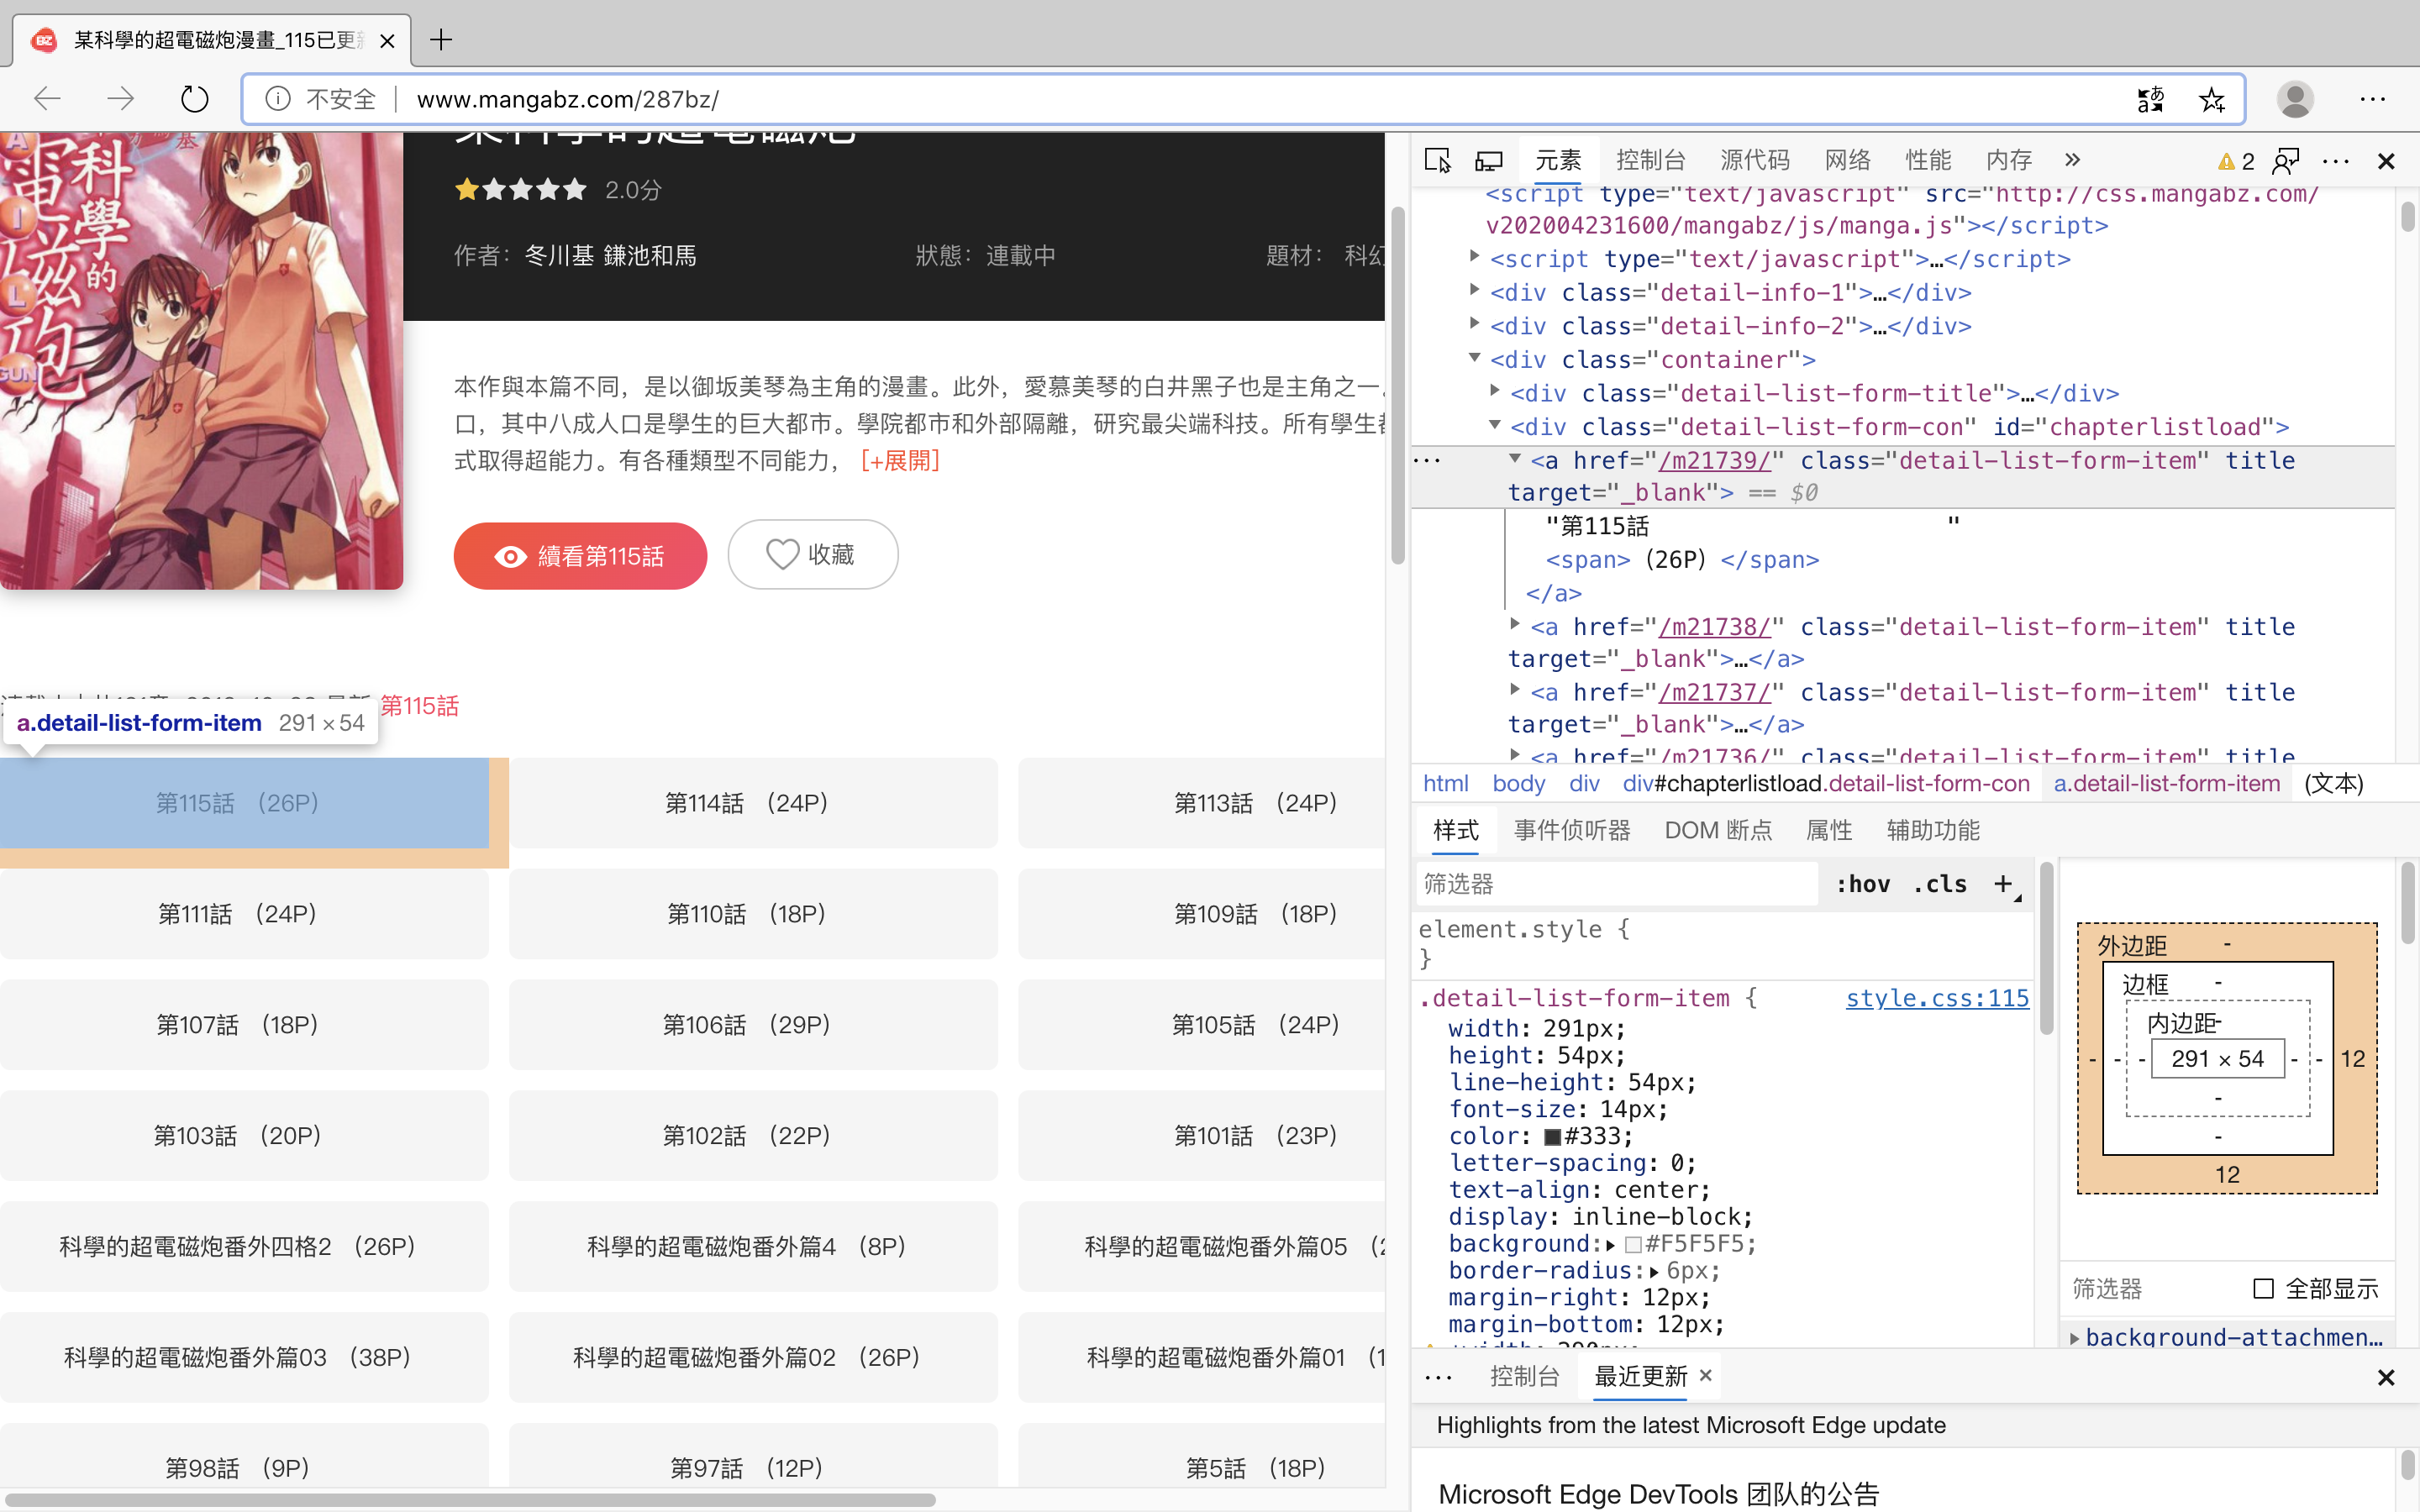 某科學的超電磁炮漫畫_115已更新
不安全 www.mangabz.com/287bz/
某科學的超電磁炮
2.0分
作者：冬川基 鎌池和馬 狀態：連載中 題材：科幻
本作與本篇不同，是以御坂美琴為主角的漫畫。此外，愛慕美琴的白井黑子也是主角之一。
口，其中八成人口是學生的巨大都市。學院都市和外部隔離，研究最尖端科技。所有學生都
式取得超能力。有各種類型不同能力， [+展開]
續看第115話 收藏
第115話
a.detail-list-form-item 291 × 54
第115話 （26P） 第114話 （24P） 第113話 （24P）
第111話 （24P） 第110話 （18P） 第109話 （18P）
第107話 （18P） 第106話 （29P） 第105話 （24P）
第103話 （20P） 第102話 （22P） 第101話 （23P）
科學的超電磁炮番外四格2 （26P） 科學的超電磁炮番外篇4 （8P） 科學的超電磁炮番外篇05
科學的超電磁炮番外篇03 （38P） 科學的超電磁炮番外篇02 （26P） 科學的超電磁炮番外篇01
第98話 （9P） 第97話 （12P） 第5話 （18P）
元素 控制台 源代码 网络 性能 内存 » 2
<script type="text/javascript" src="http://css.mangabz.com/
v202004231600/mangabz/js/manga.js"></script>
<script type="text/javascript">…</script>
<div class="detail-info-1">…</div>
<div class="detail-info-2">…</div>
<div class="container">
<div class="detail-list-form-title">…</div>
<div class="detail-list-form-con" id="chapterlistload">
<a href="/m21739/" class="detail-list-form-item" title
target="_blank"> == $0
"第115話 "
<span>（26P）</span>
</a>
<a href="/m21738/" class="detail-list-form-item" title
target="_blank">…</a>
<a href="/m21737/" class="detail-list-form-item" title
target="_blank">…</a>
<a href="/m21736/" class="detail-list-form-item" title
html body div div#chapterlistload.detail-list-form-con a.detail-list-form-item (文本)
样式 事件侦听器 DOM 断点 属性 辅助功能
筛选器 :hov .cls +
element.style {
}
.detail-list-form-item { style.css:115
width: 291px;
height: 54px;
line-height: 54px;
font-size: 14px;
color: #333;
letter-spacing: 0;
text-align: center;
display: inline-block;
background: #F5F5F5;
border-radius: 6px;
margin-right: 12px;
margin-bottom: 12px;
外边距 -
边框 -
内边距 -
- - - 291 × 54 - - 12
-
-
12
筛选器 全部显示
background-attachmen…
控制台 最近更新
Highlights from the latest Microsoft Edge update
Microsoft Edge DevTools 团队的公告